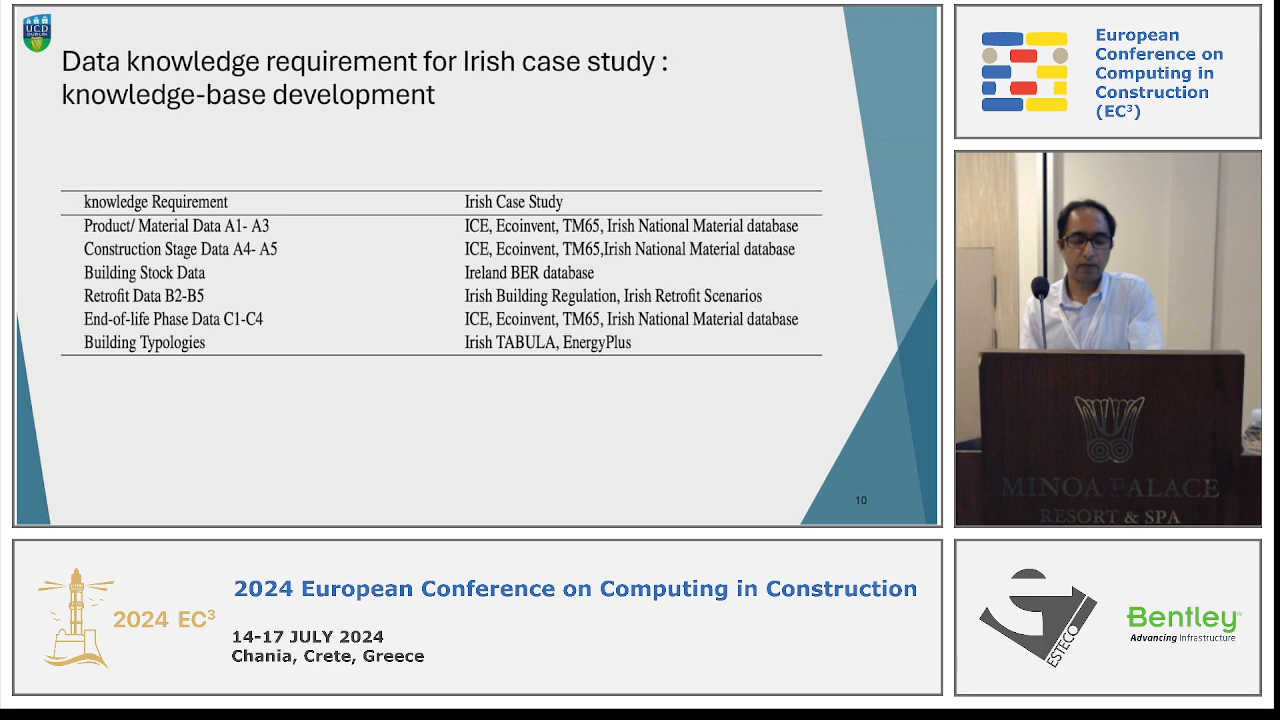 UCD
DUBLIN
Data knowledge requirement for Irish case study :
knowledge-base development
knowledge Requirement Irish Case Study
Product/ Material Data A1- A3 ICE, Ecoinvent, TM65, Irish National Material database
Construction Stage Data A4- A5 ICE, Ecoinvent, TM65,Irish National Material database
Building Stock Data Ireland BER database
Retrofit Data B2-B5 Irish Building Regulation, Irish Retrofit Scenarios
End-of-life Phase Data C1-C4 ICE, Ecoinvent, TM65, Irish National Material database
Building Typologies Irish TABULA, EnergyPlus
10
European
Conference on
Computing in
Construction
(EC³)
MINOA PALACE
RESORT & SPA
2024 EC³
2024 European Conference on Computing in Construction
14-17 JULY 2024
Chania, Crete, Greece
ESTECO
Bentley
Advancing Infrastructure